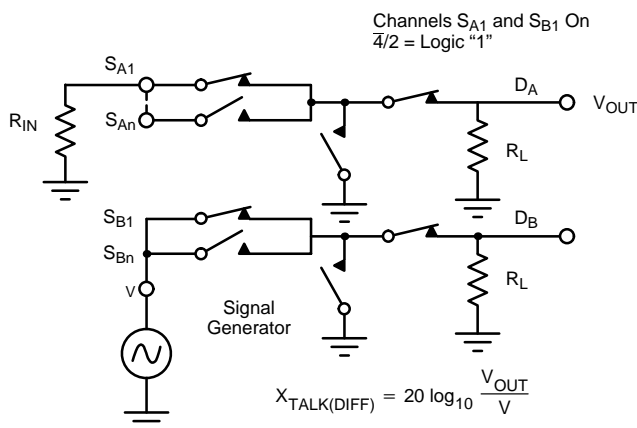 Channels S_A1 and S_B1 On
4̅/2 = Logic “1”
S_A1
D_A
V_OUT
R_IN
S_An
R_L
S_B1
D_B
S_Bn
V
R_L
Signal
Generator
X_TALK(DIFF) = 20 log_10 V_OUT / V